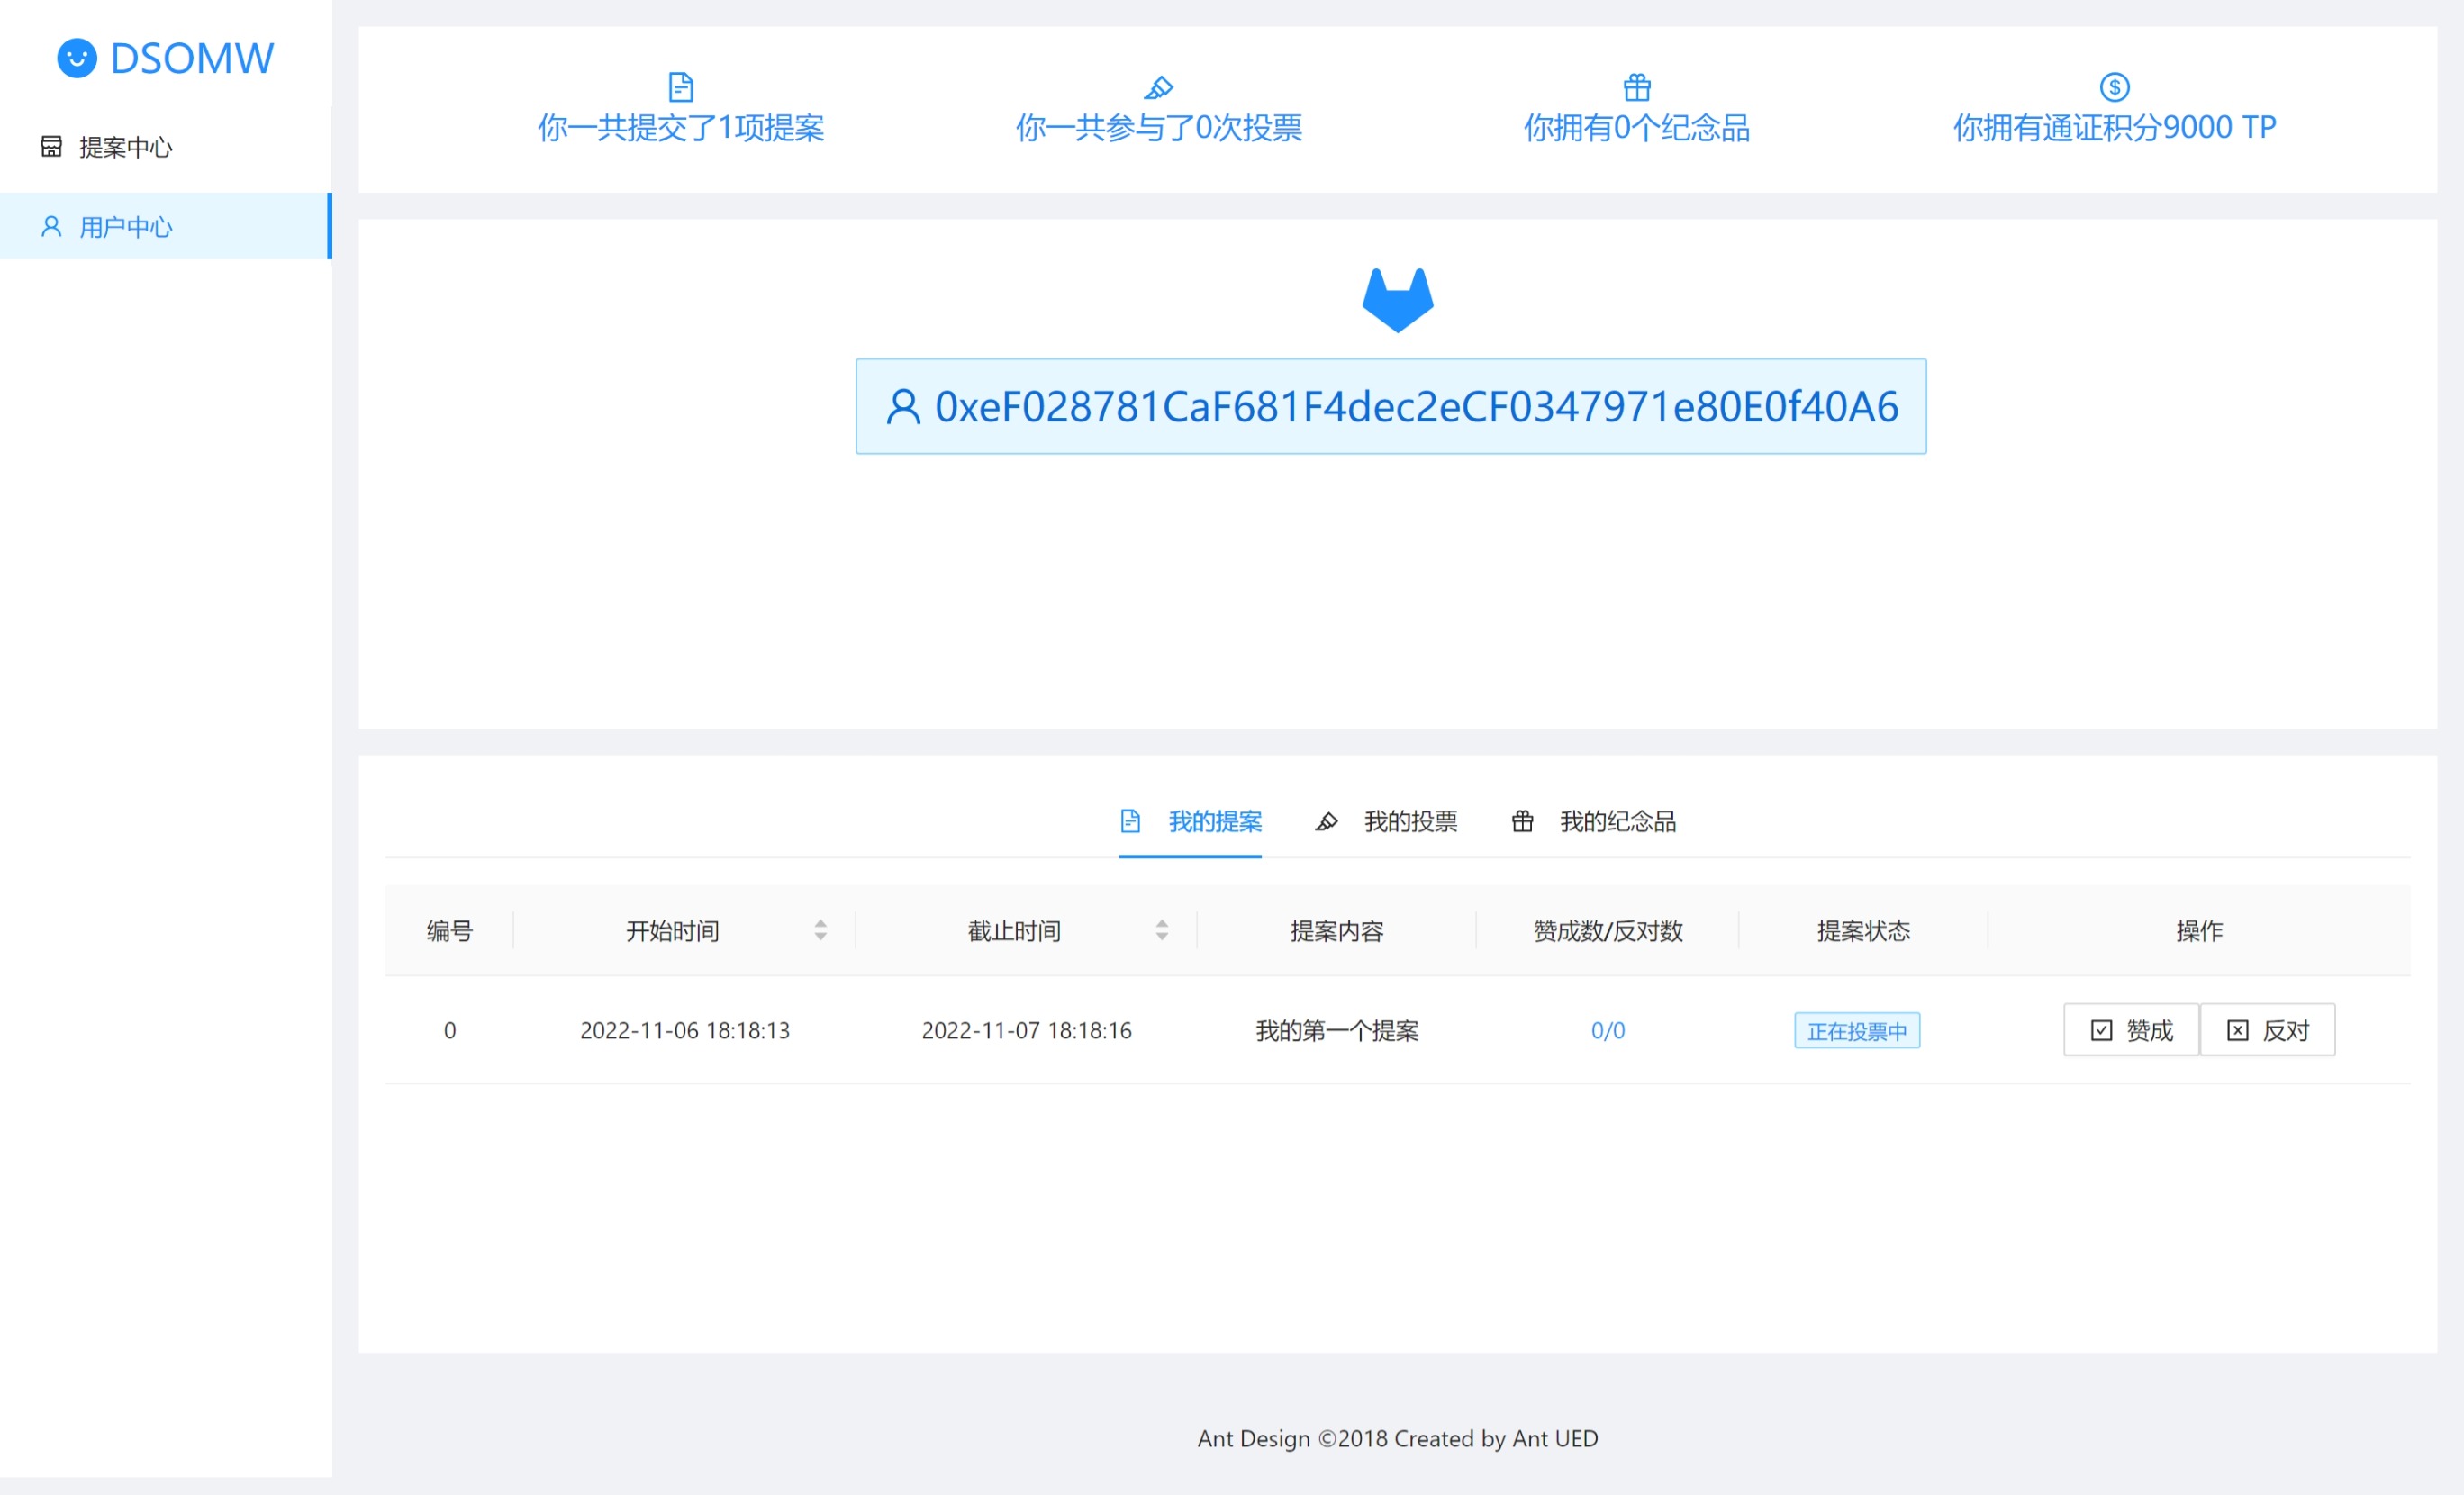 DSOMW
提案中心
用户中心
你一共提交了1项提案
你一共参与了0次投票
你拥有0个纪念品
你拥有通证积分9000 TP
0xeF028781CaF681F4dec2eCF0347971e80E0f40A6
我的提案 我的投票 我的纪念品
编号 开始时间 截止时间 提案内容 赞成数/反对数 提案状态 操作
0 2022-11-06 18:18:13 2022-11-07 18:18:16 我的第一个提案 0/0 正在投票中 赞成 反对
Ant Design ©2018 Created by Ant UED